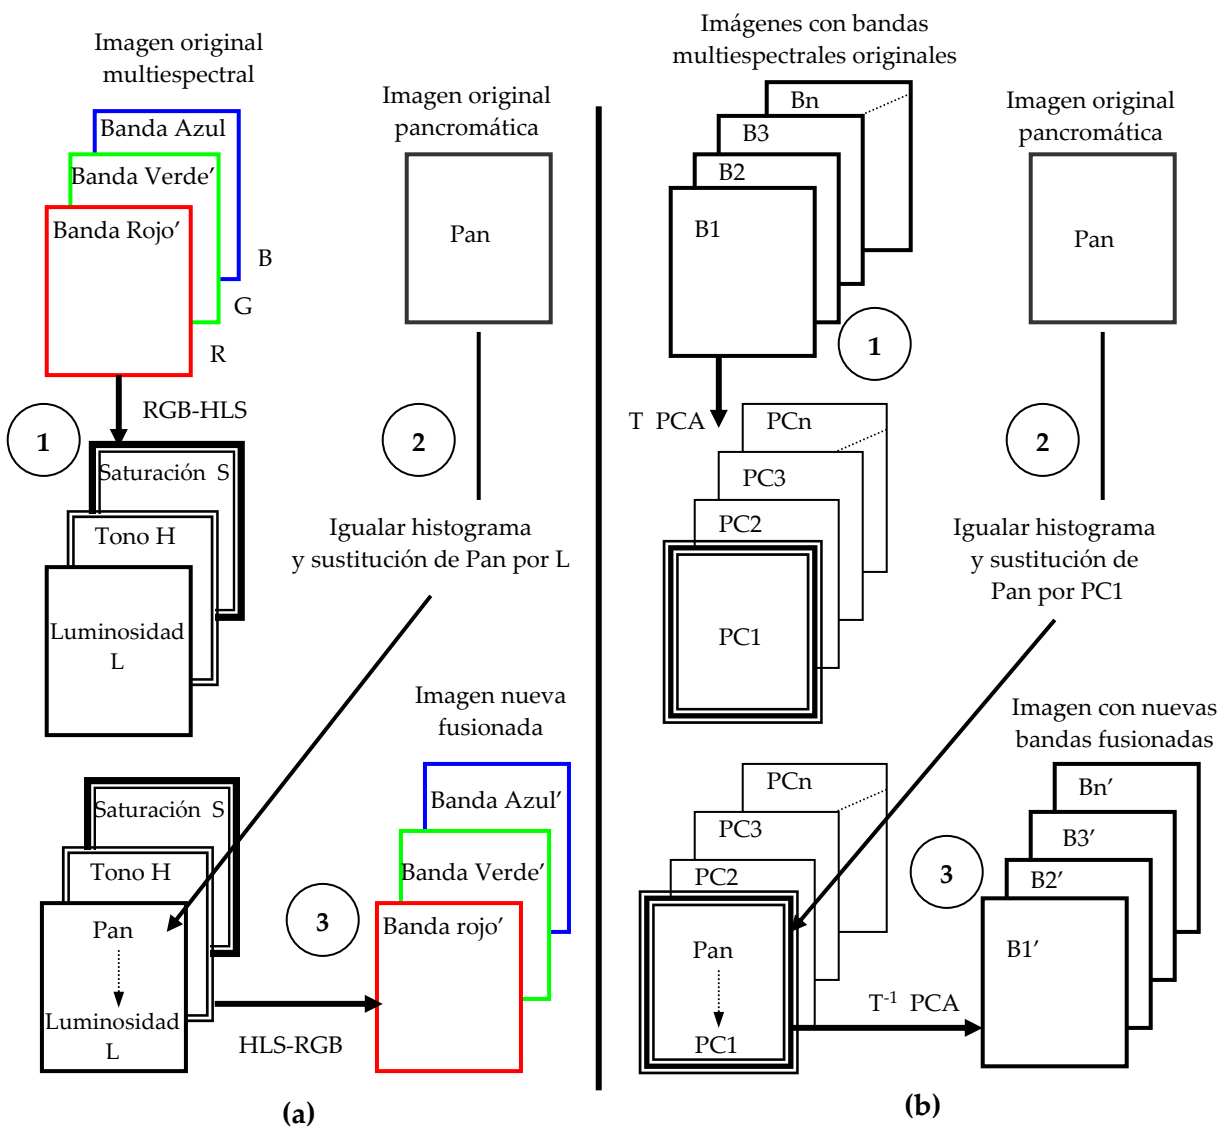 Imagen original
multiespectral
Banda Azul
Banda Verde’
Banda Rojo’
B
G
R
Imagen original
pancromática
Pan
1
RGB-HLS
2
Saturación S
Tono H
Luminosidad
L
Igualar histograma
y sustitución de Pan por L
Imagen nueva
fusionada
Saturación S
Tono H
Pan
Luminosidad
L
3
HLS-RGB
Banda Azul’
Banda Verde’
Banda rojo’
(a)
Imágenes con bandas
multiespectrales originales
Bn
B3
B2
B1
Imagen original
pancromática
Pan
1
T PCA
2
PCn
PC3
PC2
PC1
Igualar histograma
y sustitución de
Pan por PC1
Imagen con nuevas
bandas fusionadas
PCn
PC3
PC2
Pan
PC1
3
T-1 PCA
Bn’
B3’
B2’
B1’
(b)